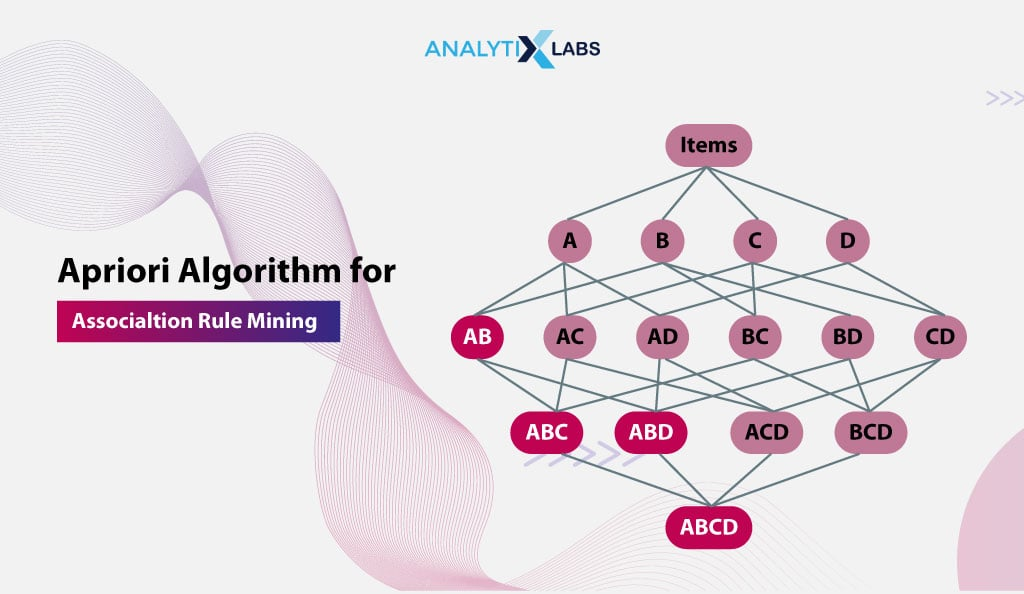 ANALYTIX LABS
Apriori Algorithm for
Associaltion Rule Mining
Items
A B C D
AB AC AD BC BD CD
ABC ABD ACD BCD
ABCD